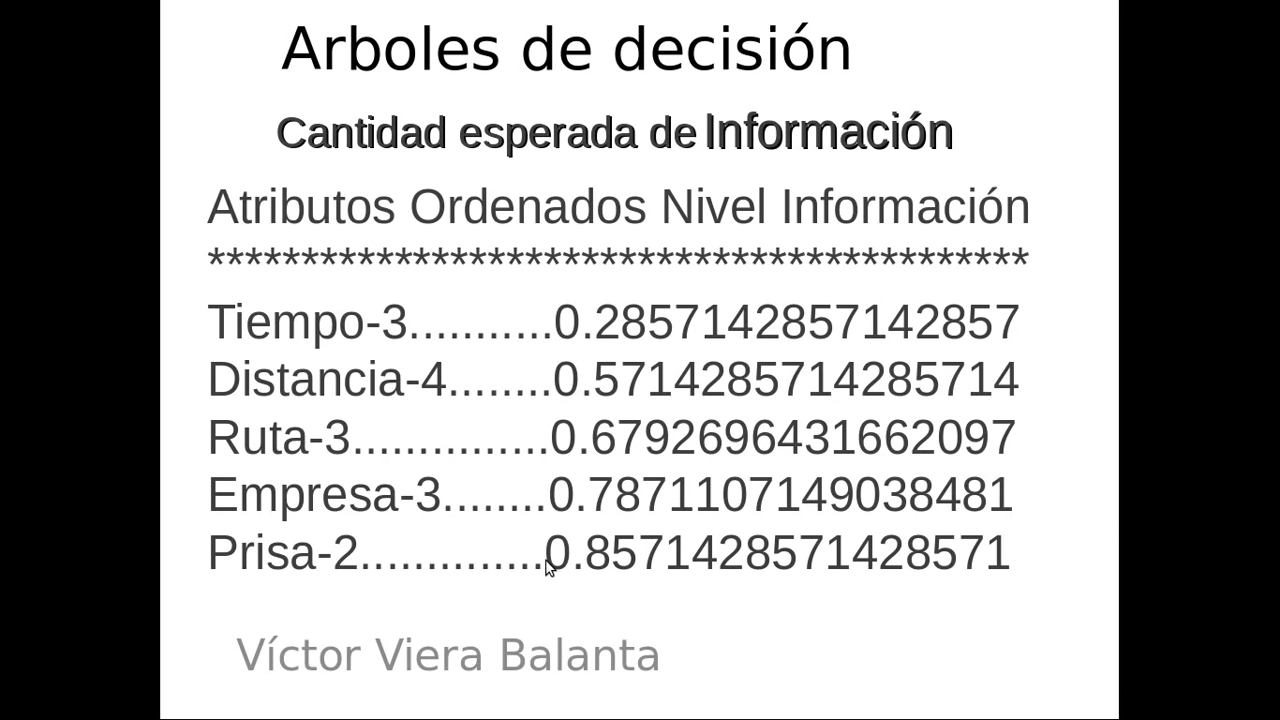 Arboles de decisión
Cantidad esperada de Información
Atributos Ordenados Nivel Información
********************************************
Tiempo-3...........0.2857142857142857
Distancia-4........0.5714285714285714
Ruta-3...............0.6792696431662097
Empresa-3........0.7871107149038481
Prisa-2..............0.8571428571428571
Víctor Viera Balanta